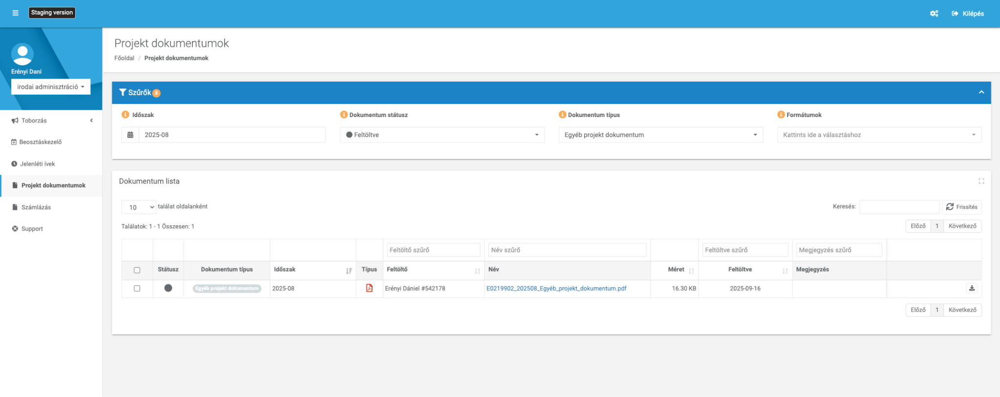 Staging version
Kilépés
Erényi Dani
irodai adminisztráció
Toborzás
Beosztáskezelő
Jelenléti ívek
Projekt dokumentumok
Számlázás
Support
Projekt dokumentumok
Főoldal / Projekt dokumentumok
Szűrők 3
Időszak Dokumentum státusz Dokumentum típus Formátumok
2025-08 Feltöltve Egyéb projekt dokumentum Kattints ide a választáshoz
Dokumentum lista
10 találat oldalanként
Keresés: Frissítés
Találatok: 1 - 1 Összesen: 1
Előző 1 Következő
Feltöltő szűrő Név szűrő Feltöltve szűrő Megjegyzés szűrő
Státusz Dokumentum típus Időszak Típus Feltöltő Név Méret Feltöltve Megjegyzés
Egyéb projekt dokumentum 2025-08 Erényi Dániel #542178 E0219902_202508_Egyéb_projekt_dokumentum.pdf 16.30 KB 2025-09-16
Előző 1 Következő